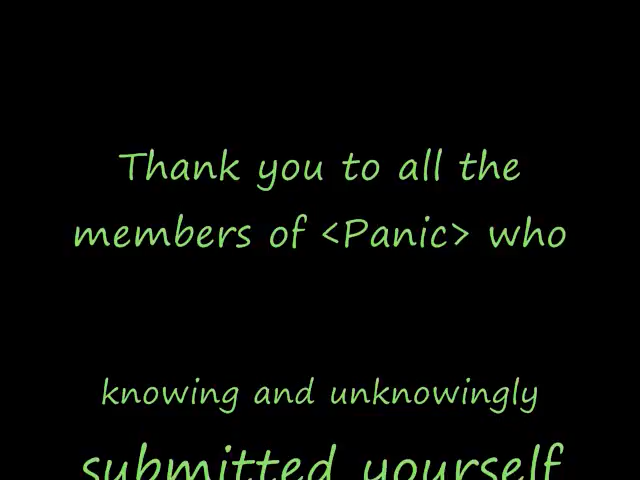 Thank you to all the
members of <Panic> who
knowing and unknowingly
submitted yourself